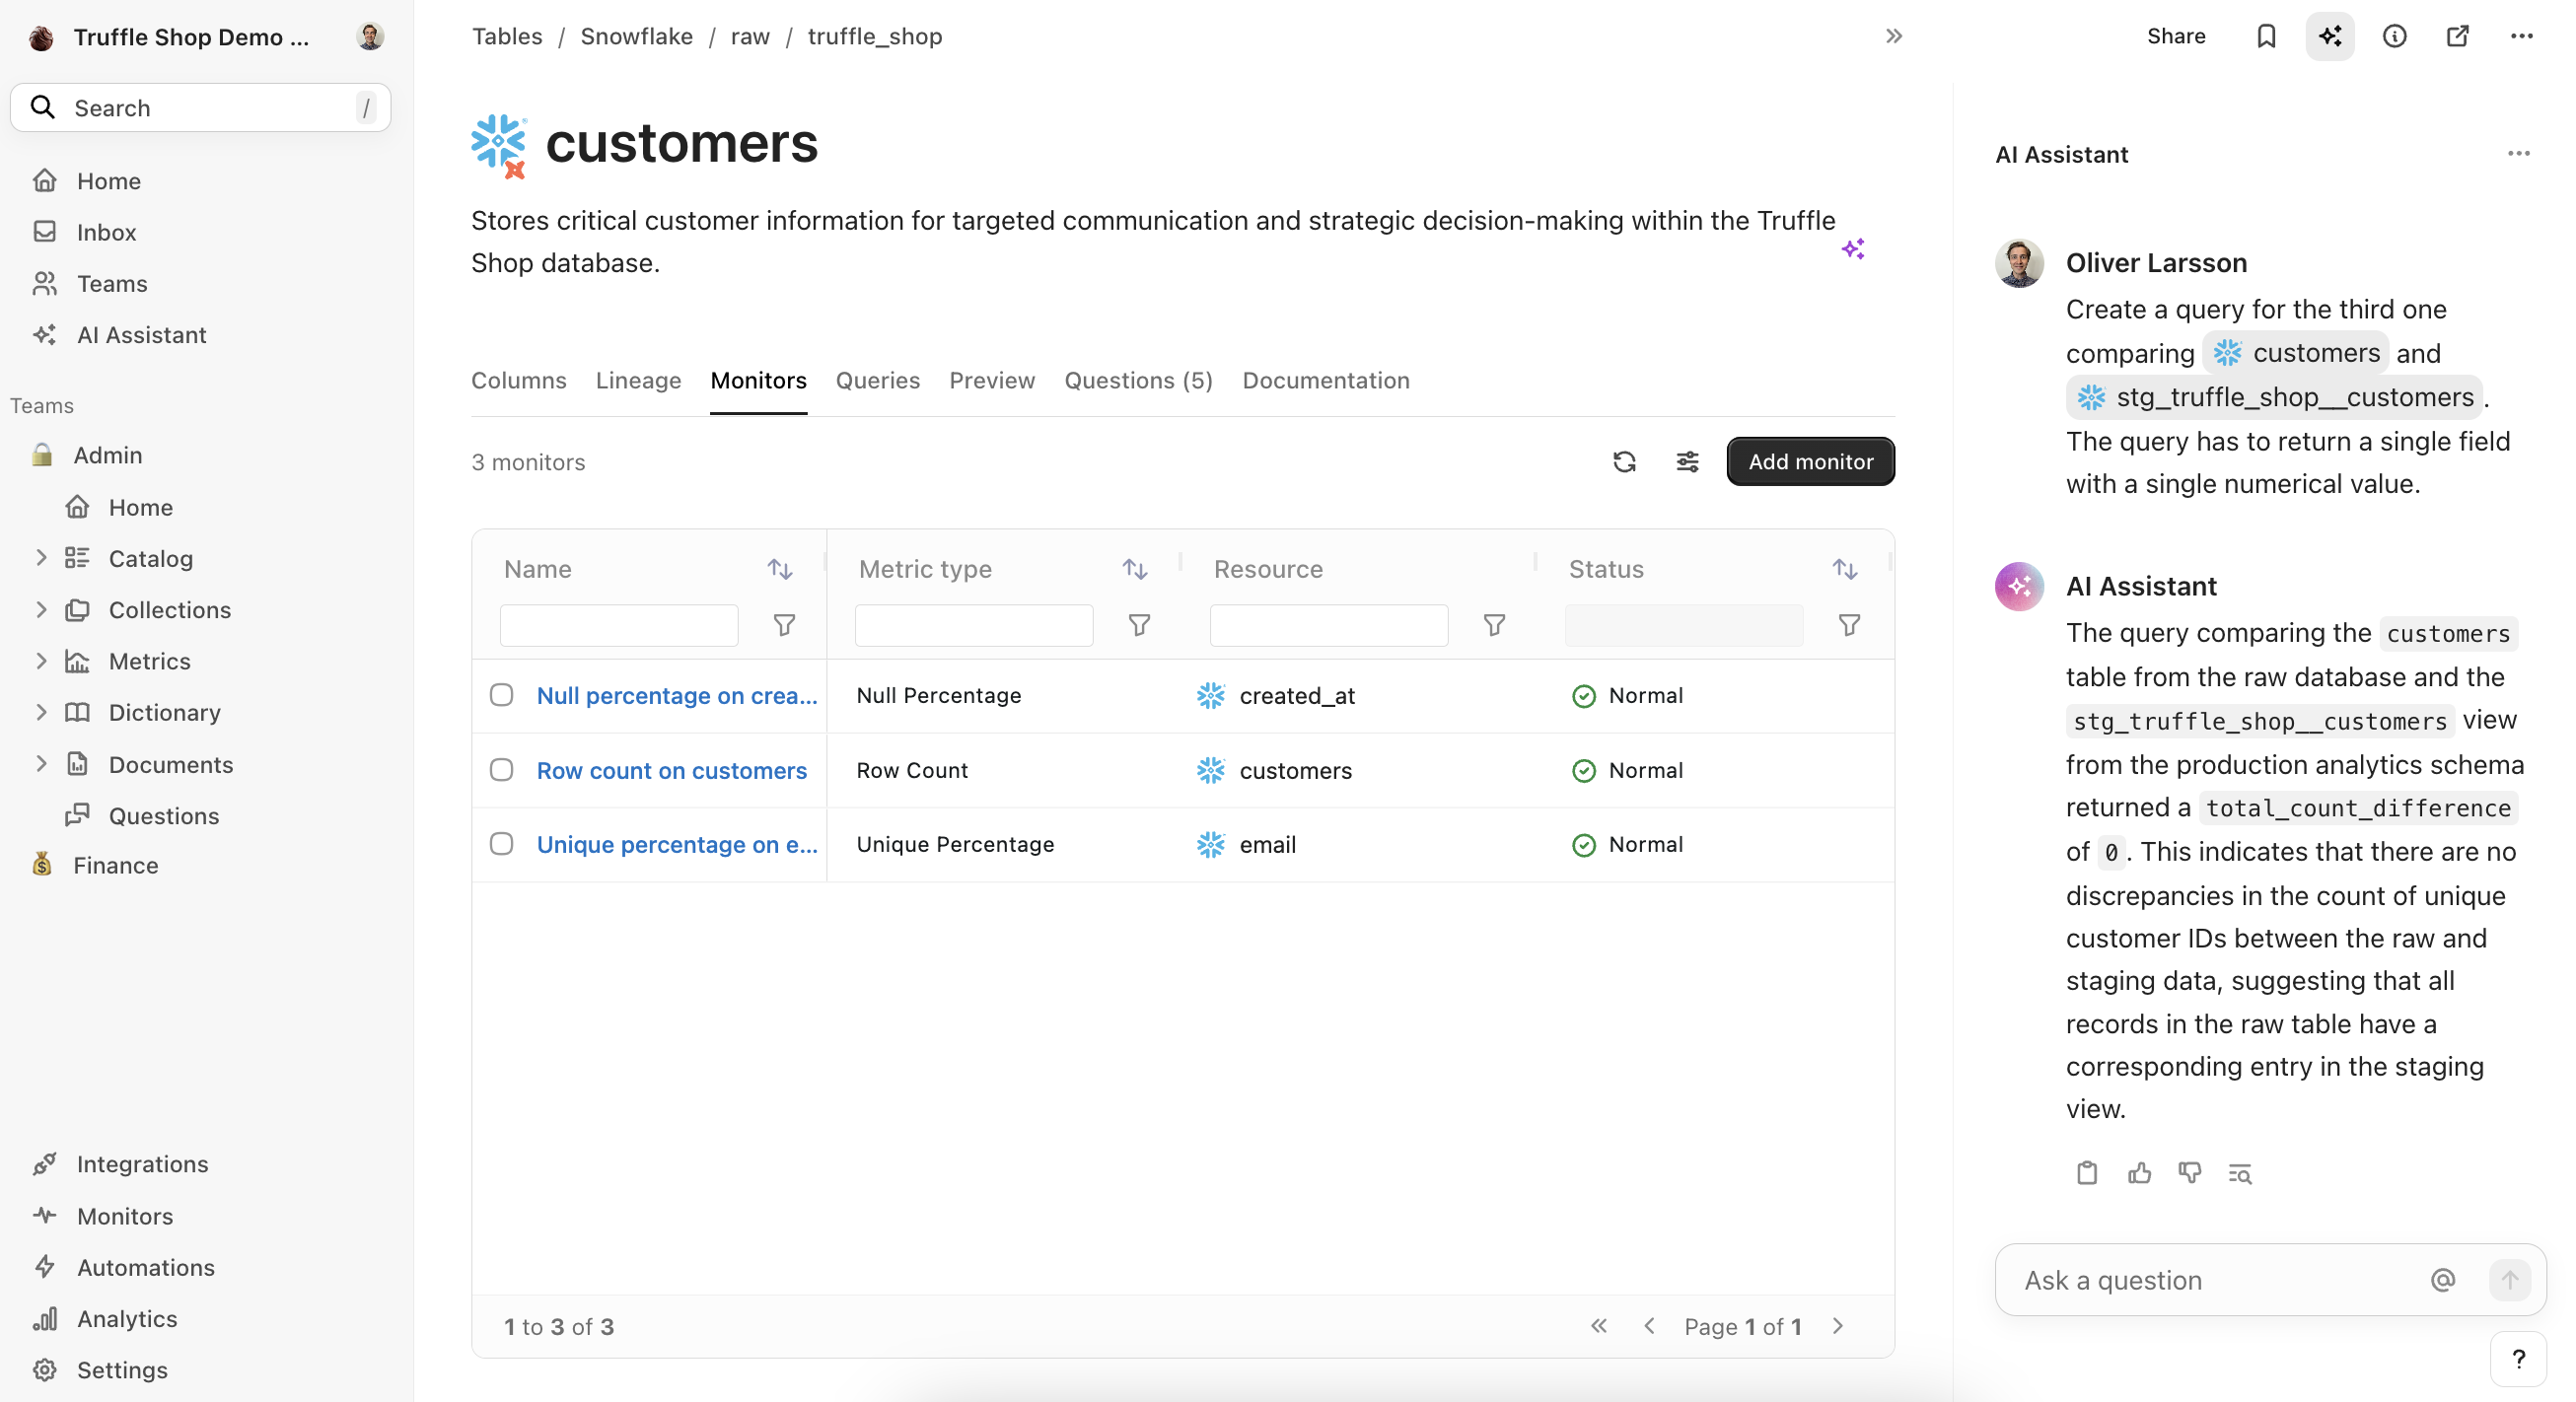 Truffle Shop Demo ...
Search /
Home
Inbox
Teams
AI Assistant
Teams
Admin
Home
Catalog
Collections
Metrics
Dictionary
Documents
Questions
Finance
Integrations
Monitors
Automations
Analytics
Settings
Tables / Snowflake / raw / truffle_shop
Share
customers
Stores critical customer information for targeted communication and strategic decision-making within the Truffle
Shop database.
Columns Lineage Monitors Queries Preview Questions (5) Documentation
3 monitors
Add monitor
Name Metric type Resource Status
Null percentage on crea... Null Percentage created_at Normal
Row count on customers Row Count customers Normal
Unique percentage on e... Unique Percentage email Normal
1 to 3 of 3
Page 1 of 1
AI Assistant
Oliver Larsson
Create a query for the third one
comparing customers and
stg_truffle_shop__customers .
The query has to return a single field
with a single numerical value.
AI Assistant
The query comparing the customers
table from the raw database and the
stg_truffle_shop__customers view
from the production analytics schema
returned a total_count_difference
of 0. This indicates that there are no
discrepancies in the count of unique
customer IDs between the raw and
staging data, suggesting that all
records in the raw table have a
corresponding entry in the staging
view.
Ask a question
?